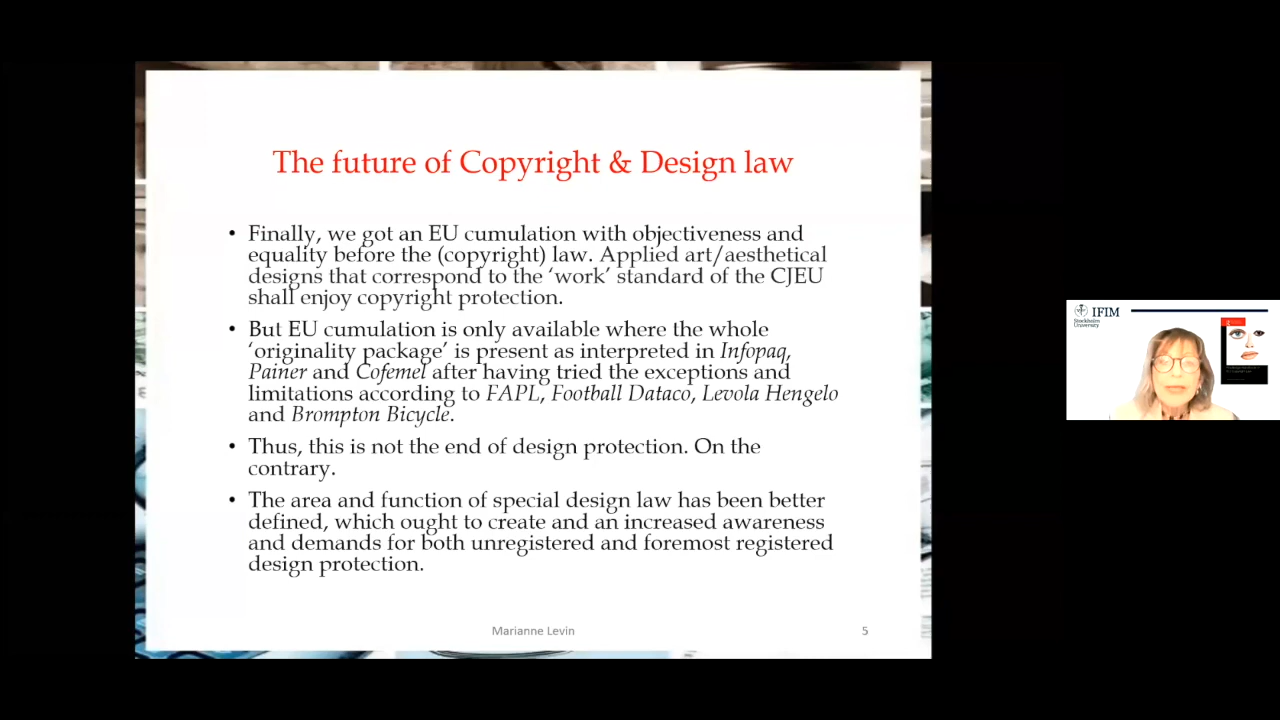 The future of Copyright & Design law
• Finally, we got an EU cumulation with objectiveness and
equality before the (copyright) law. Applied art/aesthetical
designs that correspond to the ‘work’ standard of the CJEU
shall enjoy copyright protection.
• But EU cumulation is only available where the whole
‘originality package’ is present as interpreted in Infopaq,
Painer and Cofemel after having tried the exceptions and
limitations according to FAPL, Football Dataco, Levola Hengelo
and Brompton Bicycle.
• Thus, this is not the end of design protection. On the
contrary.
• The area and function of special design law has been better
defined, which ought to create and an increased awareness
and demands for both unregistered and foremost registered
design protection.
Marianne Levin
5
IFIM
Stockholm
University